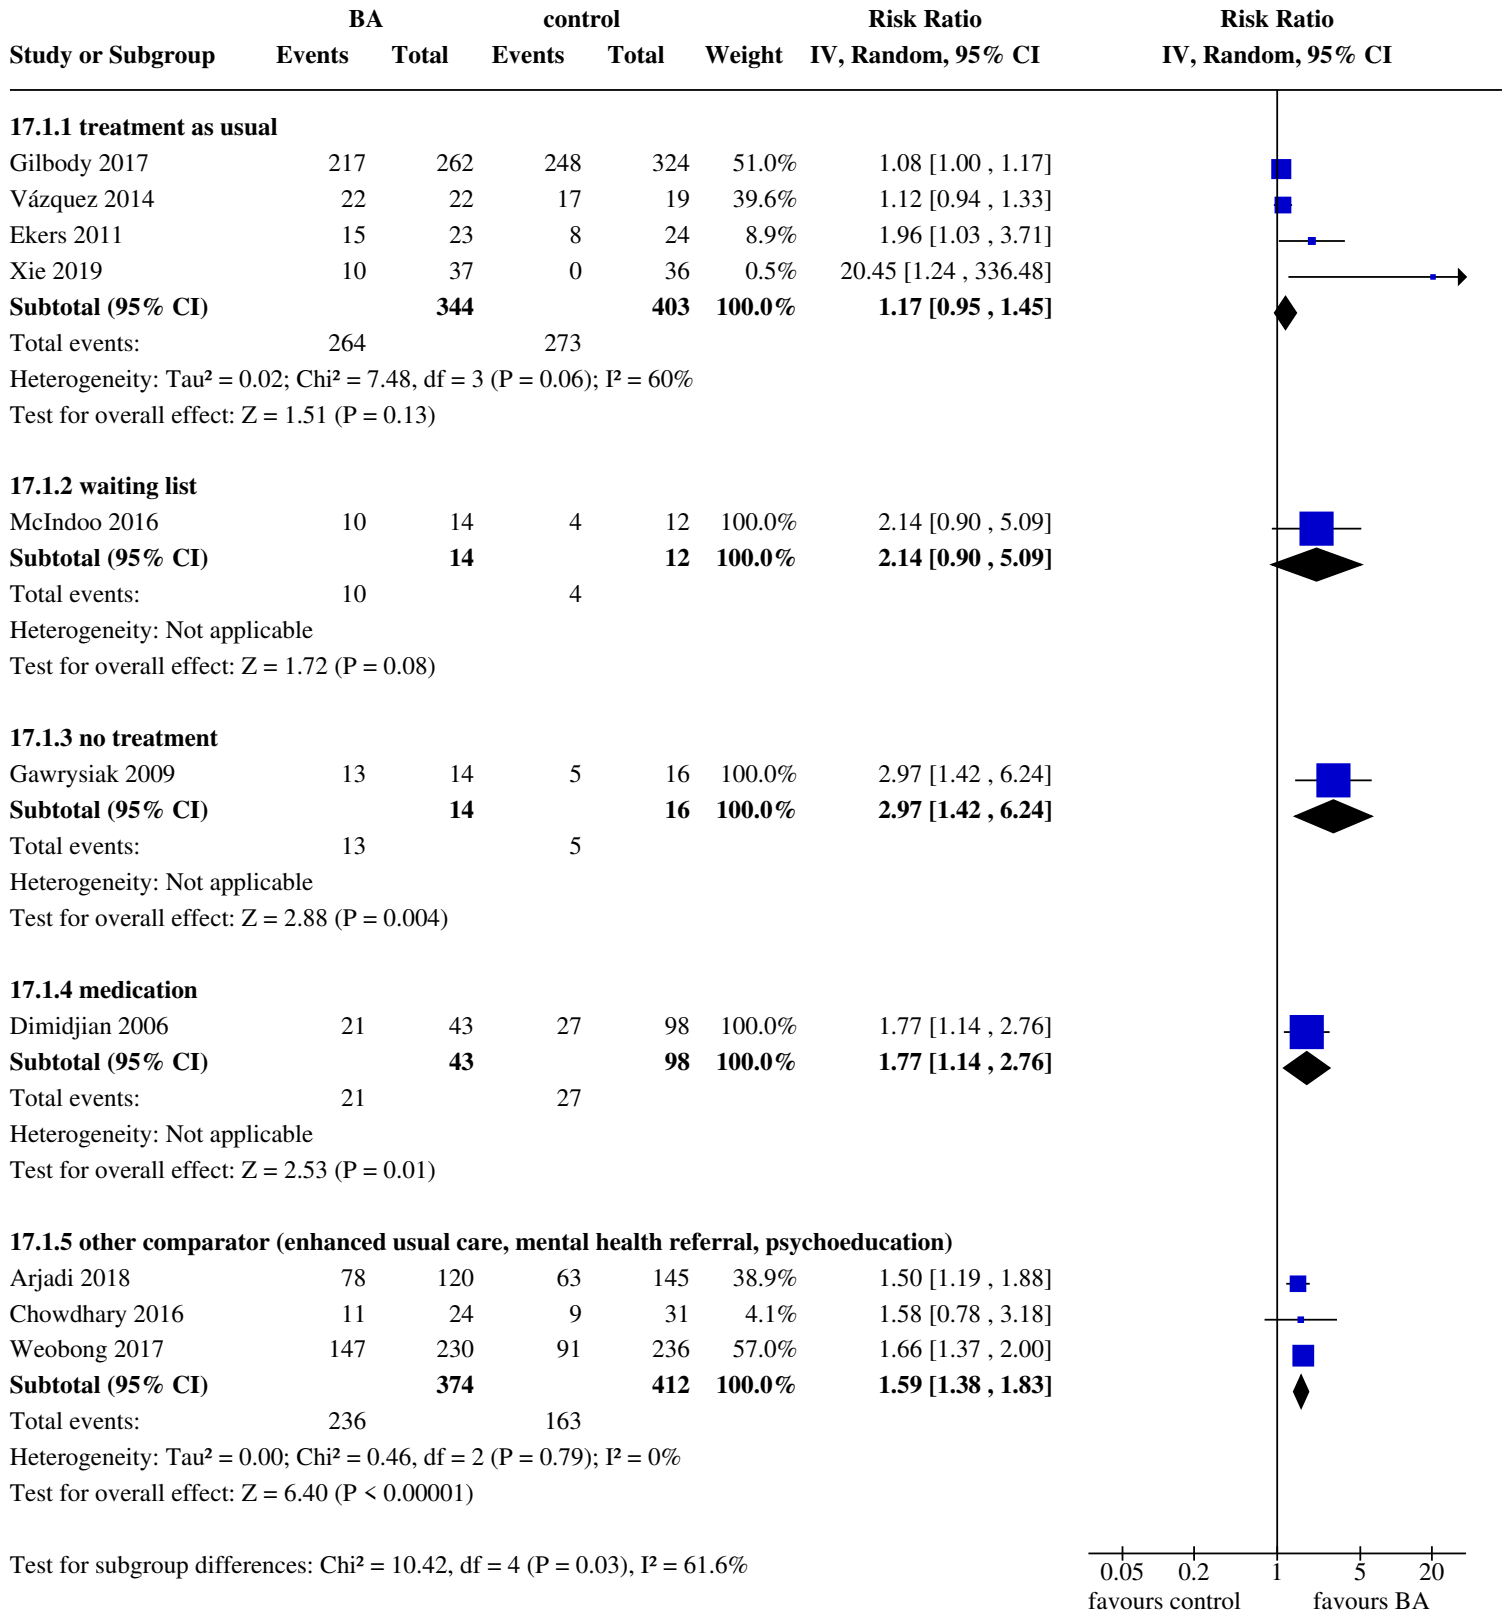 BA control Risk Ratio Risk Ratio
Study or Subgroup Events Total Events Total Weight IV, Random, 95% CI IV, Random, 95% CI
17.1.1 treatment as usual
Gilbody 2017 217 262 248 324 51.0% 1.08 [1.00 , 1.17]
Vázquez 2014 22 22 17 19 39.6% 1.12 [0.94 , 1.33]
Ekers 2011 15 23 8 24 8.9% 1.96 [1.03 , 3.71]
Xie 2019 10 37 0 36 0.5% 20.45 [1.24 , 336.48]
Subtotal (95% CI) 344 403 100.0% 1.17 [0.95 , 1.45]
Total events: 264 273
Heterogeneity: Tau² = 0.02; Chi² = 7.48, df = 3 (P = 0.06); I² = 60%
Test for overall effect: Z = 1.51 (P = 0.13)
17.1.2 waiting list
McIndoo 2016 10 14 4 12 100.0% 2.14 [0.90 , 5.09]
Subtotal (95% CI) 14 12 100.0% 2.14 [0.90 , 5.09]
Total events: 10 4
Heterogeneity: Not applicable
Test for overall effect: Z = 1.72 (P = 0.08)
17.1.3 no treatment
Gawrysiak 2009 13 14 5 16 100.0% 2.97 [1.42 , 6.24]
Subtotal (95% CI) 14 16 100.0% 2.97 [1.42 , 6.24]
Total events: 13 5
Heterogeneity: Not applicable
Test for overall effect: Z = 2.88 (P = 0.004)
17.1.4 medication
Dimidjian 2006 21 43 27 98 100.0% 1.77 [1.14 , 2.76]
Subtotal (95% CI) 43 98 100.0% 1.77 [1.14 , 2.76]
Total events: 21 27
Heterogeneity: Not applicable
Test for overall effect: Z = 2.53 (P = 0.01)
17.1.5 other comparator (enhanced usual care, mental health referral, psychoeducation)
Arjadi 2018 78 120 63 145 38.9% 1.50 [1.19 , 1.88]
Chowdhary 2016 11 24 9 31 4.1% 1.58 [0.78 , 3.18]
Weobong 2017 147 230 91 236 57.0% 1.66 [1.37 , 2.00]
Subtotal (95% CI) 374 412 100.0% 1.59 [1.38 , 1.83]
Total events: 236 163
Heterogeneity: Tau² = 0.00; Chi² = 0.46, df = 2 (P = 0.79); I² = 0%
Test for overall effect: Z = 6.40 (P < 0.00001)
Test for subgroup differences: Chi² = 10.42, df = 4 (P = 0.03), I² = 61.6%
0.05 0.2 1 5 20
favours control favours BA